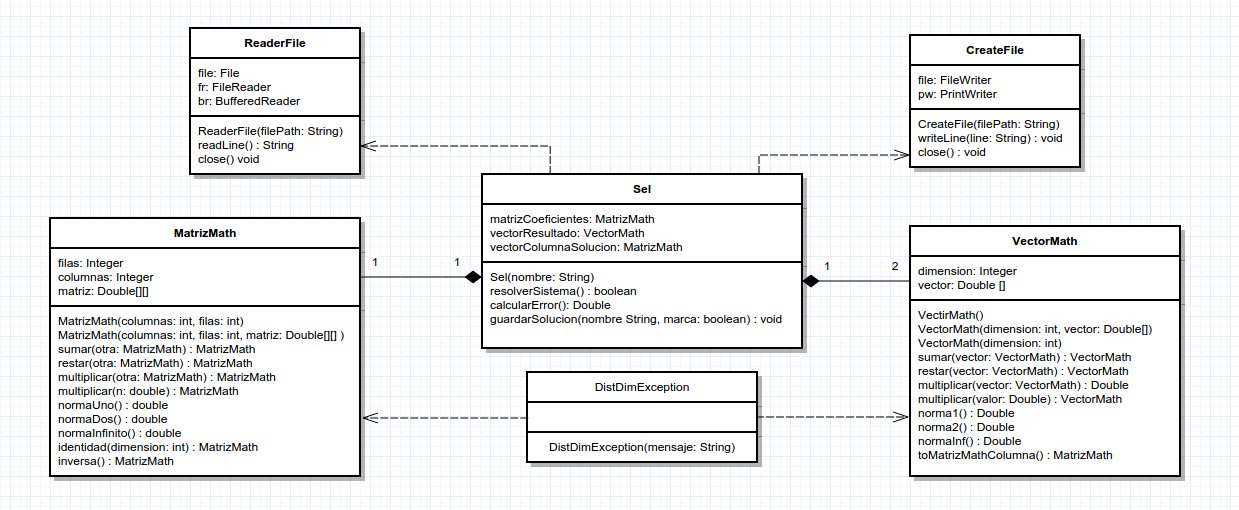 ReaderFile
file: File
fr: FileReader
br: BufferedReader
ReaderFile(filePath: String)
readLine() : String
close() void
CreateFile
file: FileWriter
pw: PrintWriter
CreateFile(filePath: String)
writeLine(line: String) : void
close() : void
Sel
matrizCoeficientes: MatrizMath
vectorResultado: VectorMath
vectorColumnaSolucion: MatrizMath
Sel(nombre: String)
resolverSistema() : boolean
calcularError(): Double
guardarSolucion(nombre String, marca: boolean) : void
MatrizMath
filas: Integer
columnas: Integer
matriz: Double[][]
MatrizMath(columnas: int, filas: int)
MatrizMath(columnas: int, filas: int, matriz: Double[][] )
sumar(otra: MatrizMath) : MatrizMath
restar(otra: MatrizMath) : MatrizMath
multiplicar(otra: MatrizMath) : MatrizMath
multiplicar(n: double) : MatrizMath
normaUno() : double
normaDos() : double
normaInfinito() : double
identidad(dimension: int) : MatrizMath
inversa() : MatrizMath
1
1
1
2
VectorMath
dimension: Integer
vector: Double []
VectirMath()
VectorMath(dimension: int, vector: Double[])
VectorMath(dimension: int)
sumar(vector: VectorMath) : VectorMath
restar(vector: VectorMath) : VectorMath
multiplicar(vector: VectorMath) : Double
multiplicar(valor: Double) : VectorMath
norma1() : Double
norma2() : Double
normaInf() : Double
toMatrizMathColumna() : MatrizMath
DistDimException
DistDimException(mensaje: String)